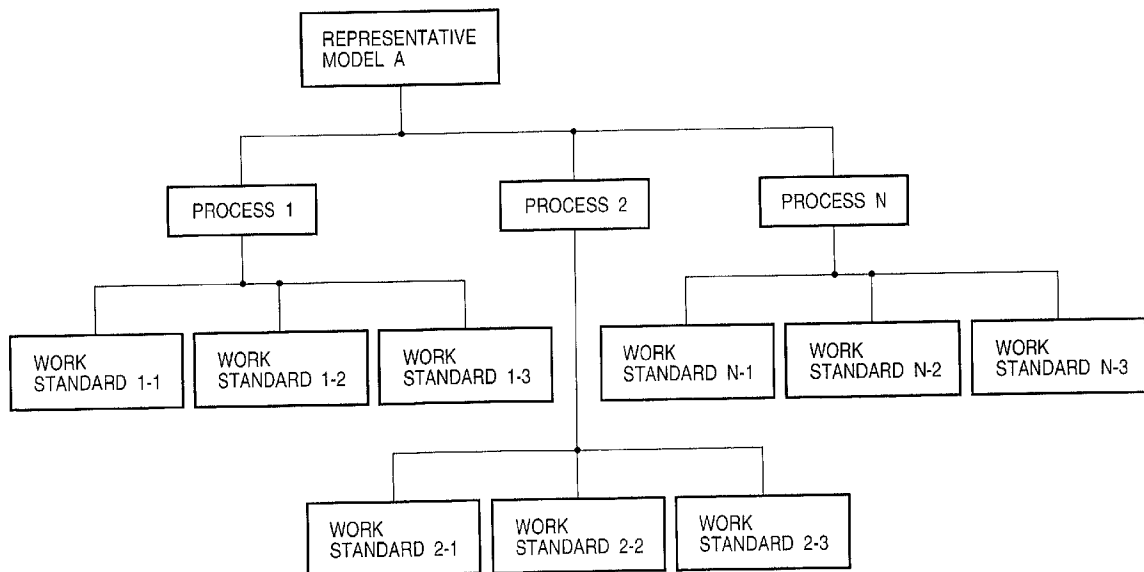 REPRESENTATIVE
MODEL A
PROCESS 1
PROCESS 2
PROCESS N
WORK
STANDARD 1-1
WORK
STANDARD 1-2
WORK
STANDARD 1-3
WORK
STANDARD N-1
WORK
STANDARD N-2
WORK
STANDARD N-3
WORK
STANDARD 2-1
WORK
STANDARD 2-2
WORK
STANDARD 2-3